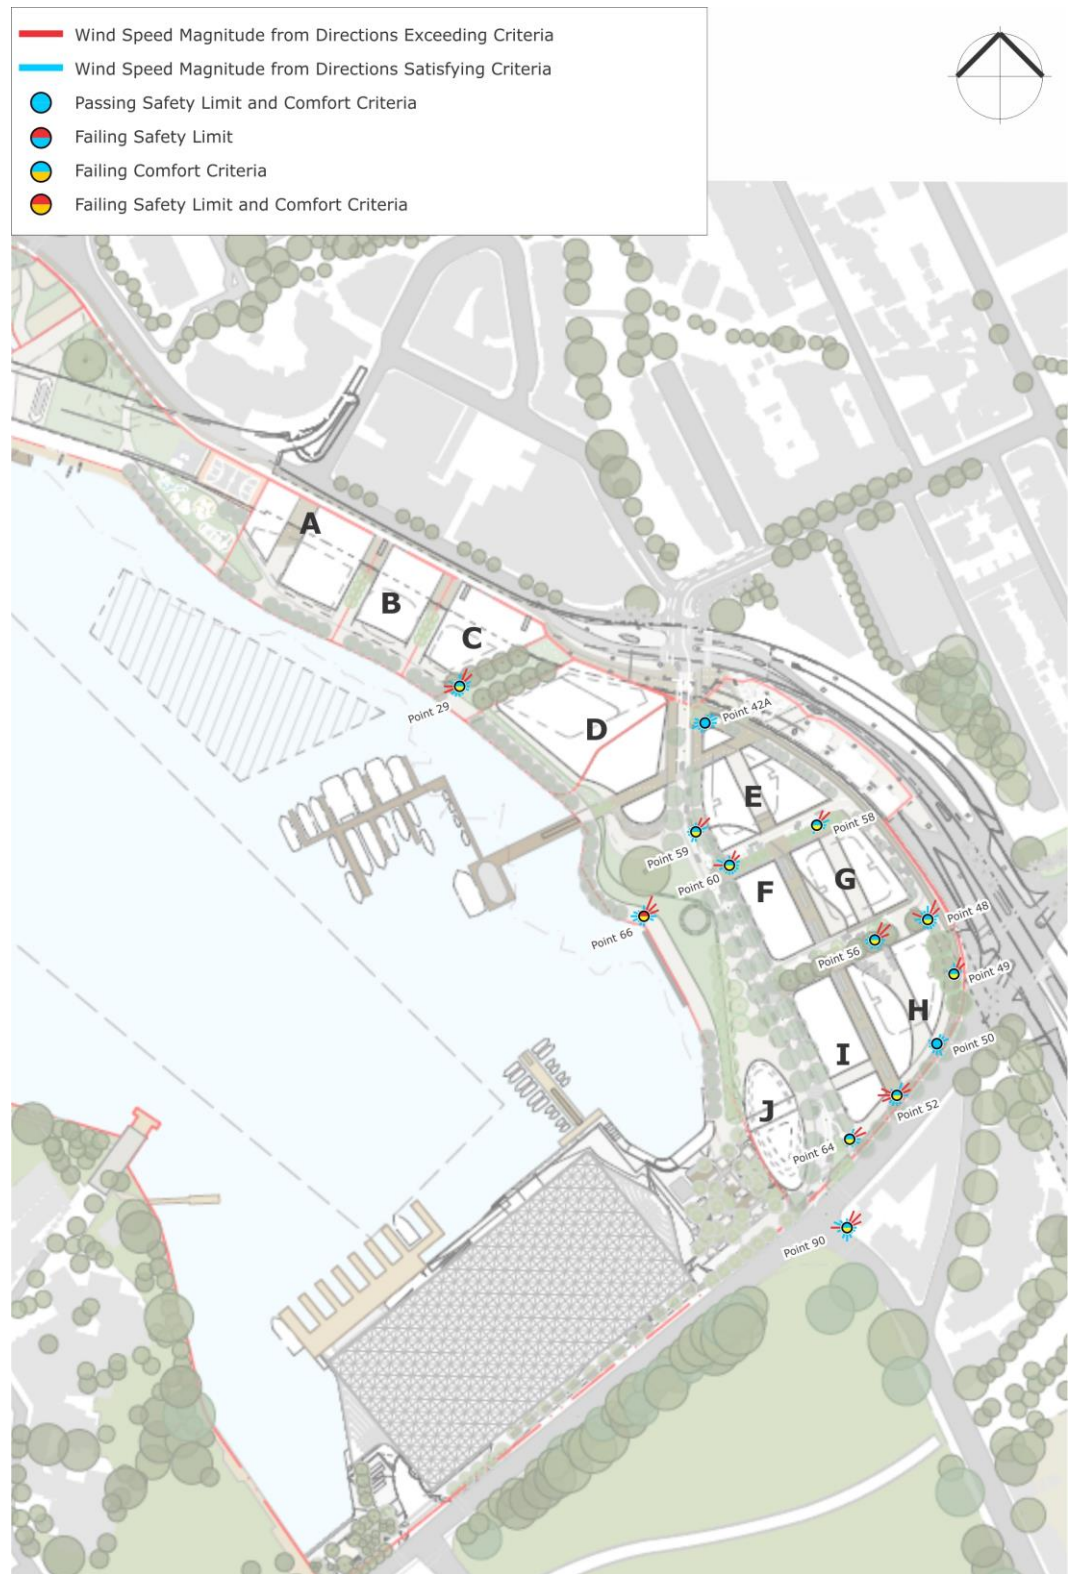 Wind Speed Magnitude from Directions Exceeding Criteria
Wind Speed Magnitude from Directions Satisfying Criteria
Passing Safety Limit and Comfort Criteria
Failing Safety Limit
Failing Comfort Criteria
Failing Safety Limit and Comfort Criteria
A
B
C
Point 29
D
Point 42A
E
Point 58
Point 59
Point 60
F
G
Point 48
Point 66
Point 56
Point 49
H
Point 50
I
J
Point 52
Point 64
Point 90